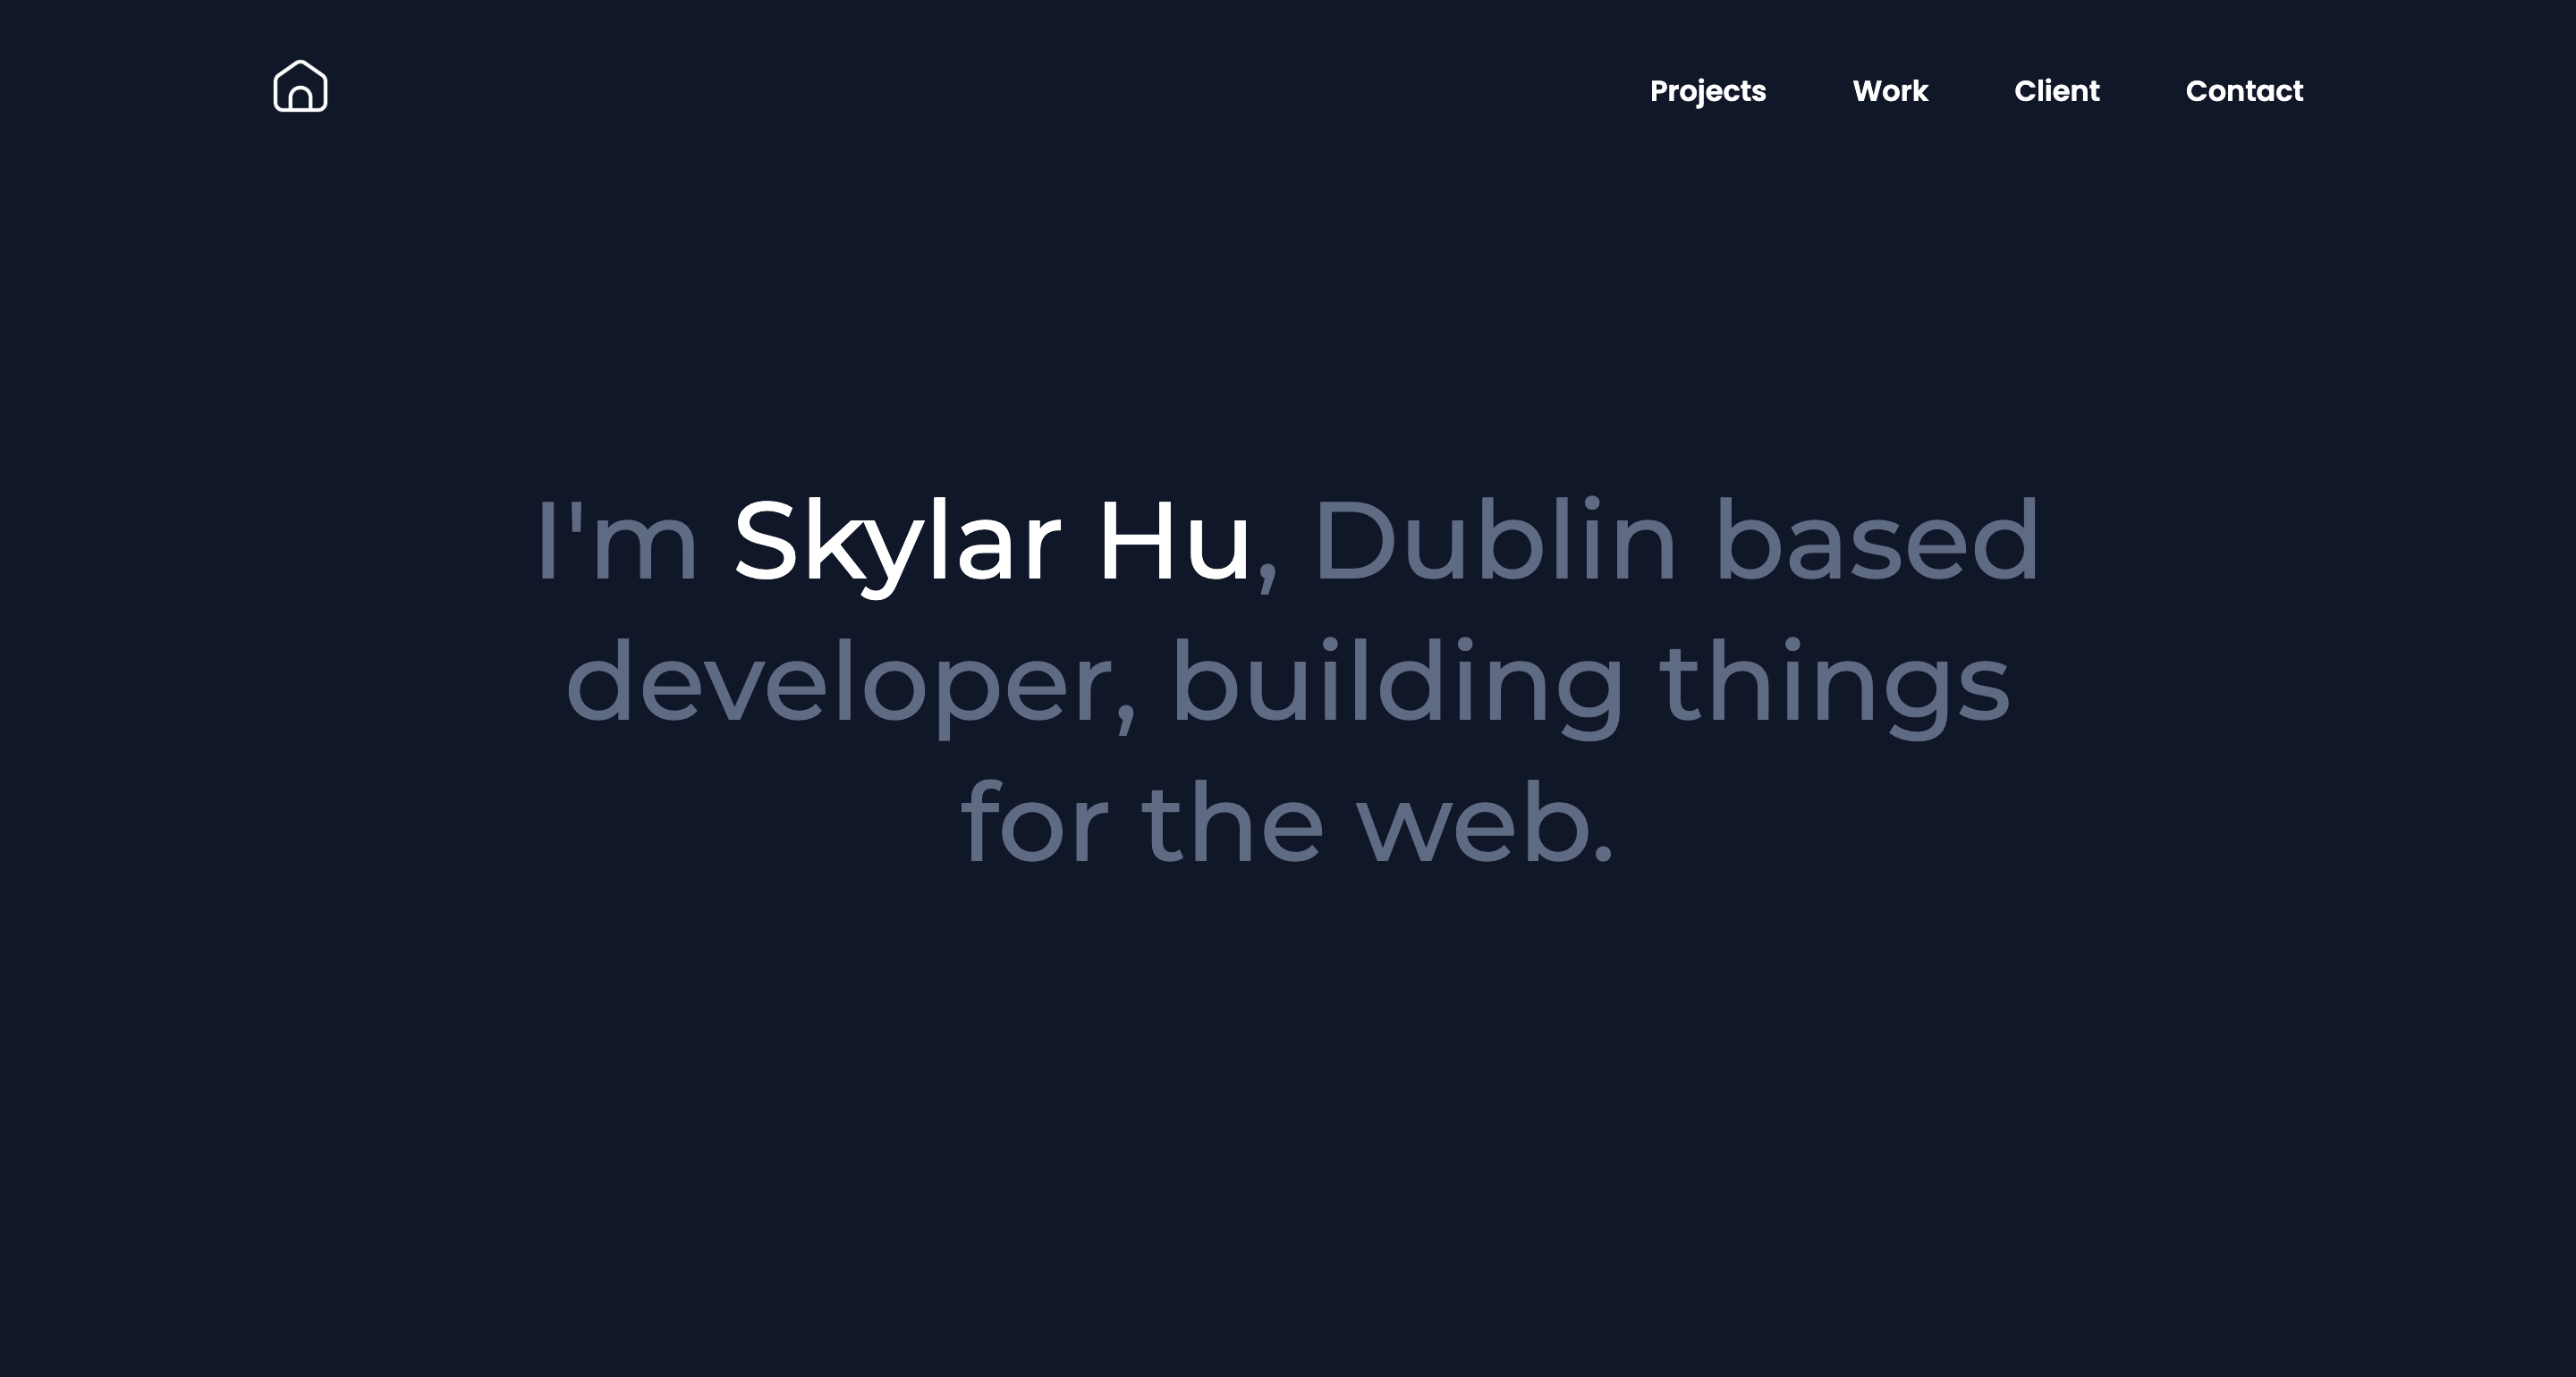 Projects Work Client Contact
I'm Skylar Hu, Dublin based
developer, building things
for the web.